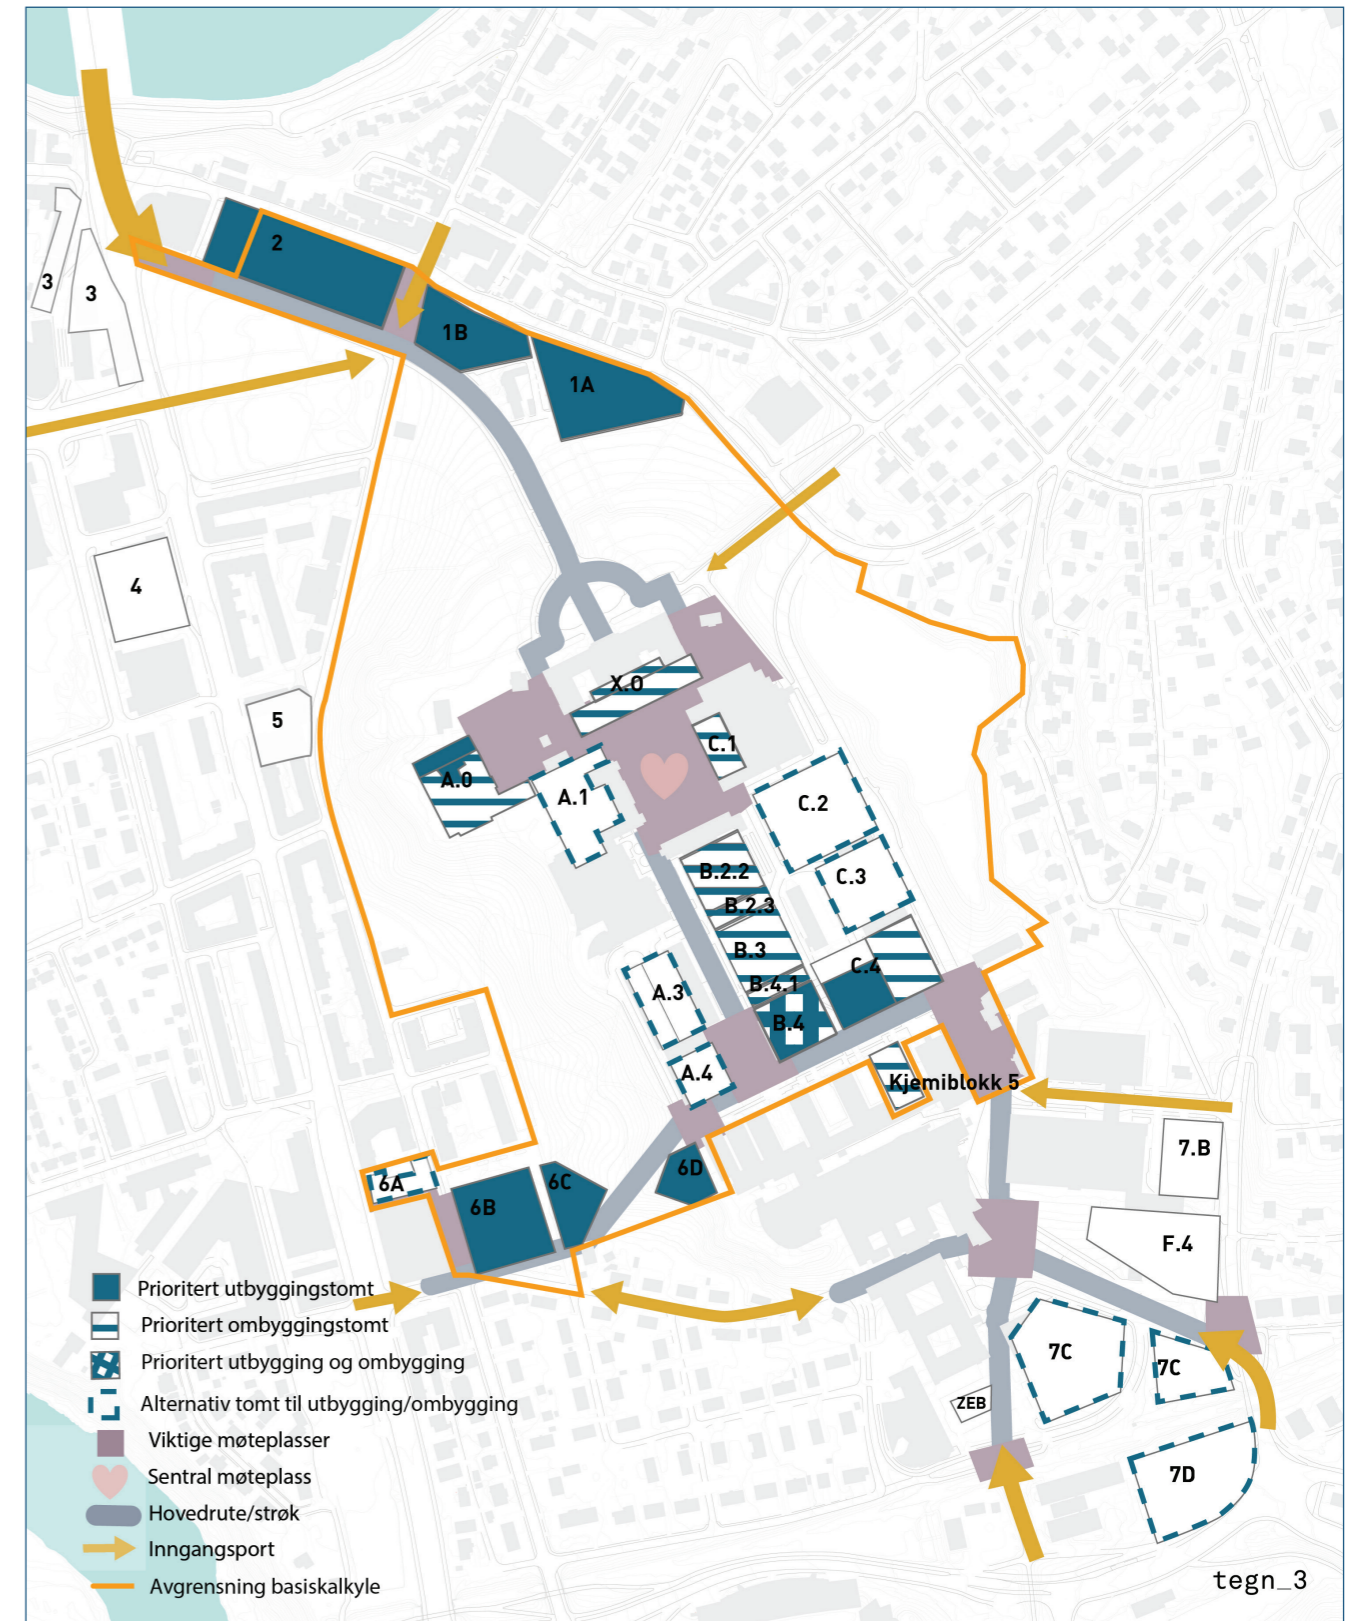 2
3
3
1B
1A
4
5
X.O
C.1
A.0
A.1
C.2
B.2.2
C.3
B.2.3
B.3
C.4
B.4.1
A.3
B.4
A.4
Kjemiblokk 5
7.B
6D
6A
6C
6B
F.4
7C
7C
ZEB
7D
Prioritert utbyggingstomt
Prioritert ombyggingstomt
Prioritert utbygging og ombygging
Alternativ tomt til utbygging/ombygging
Viktige møteplasser
Sentral møteplass
Hovedrute/strøk
Inngangsport
Avgrensning basiskalkyle
tegn_3